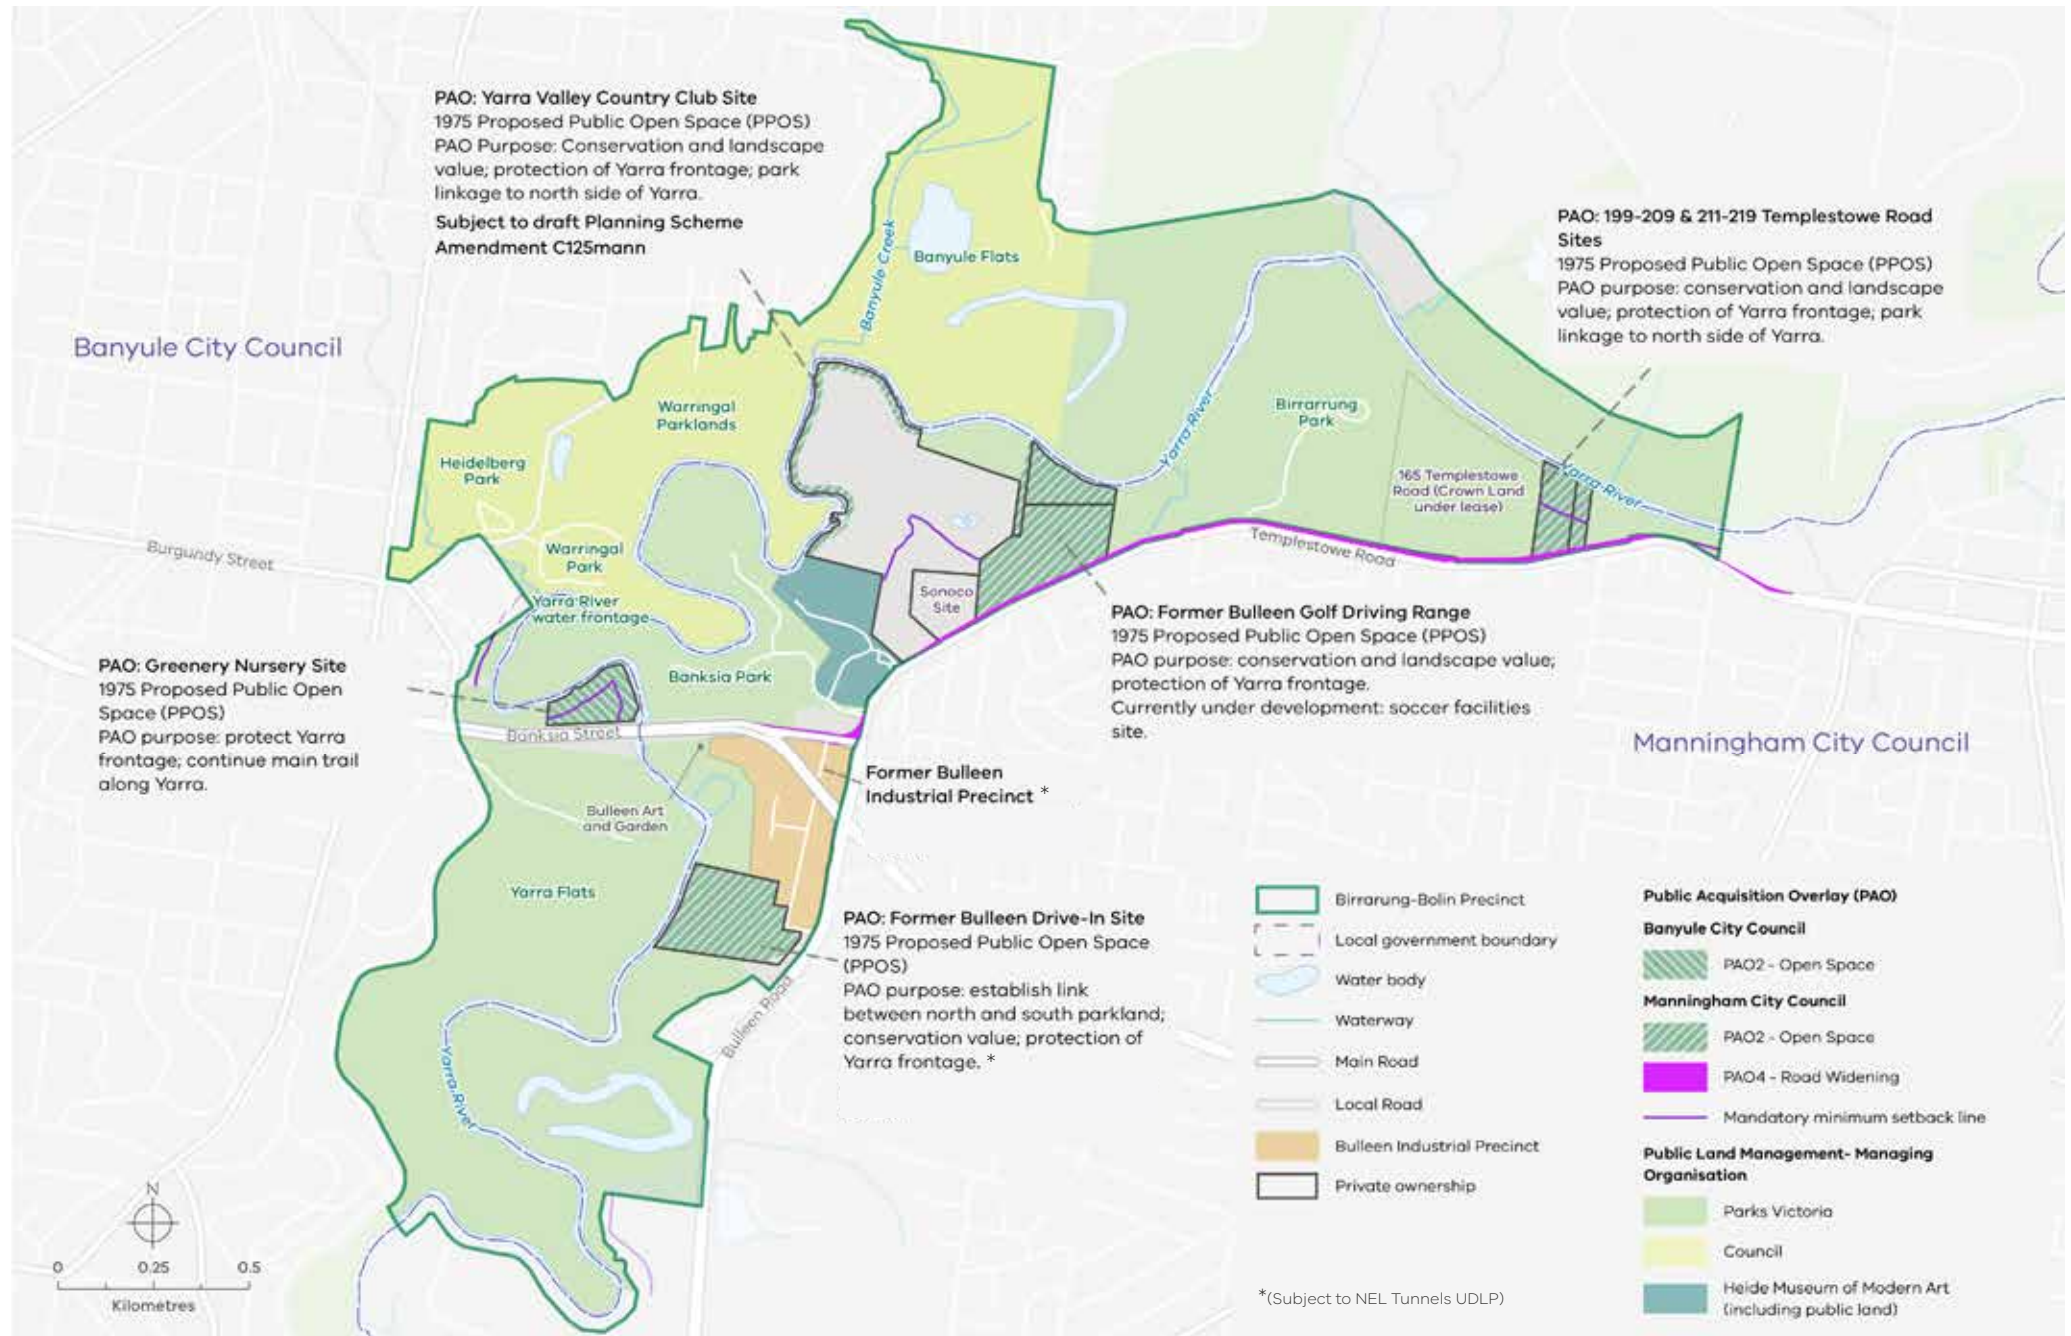 PAO: Yarra Valley Country Club Site
1975 Proposed Public Open Space (PPOS)
PAO Purpose: Conservation and landscape
value; protection of Yarra frontage; park
linkage to north side of Yarra.
Subject to draft Planning Scheme
Amendment C125mann
PAO: 199-209 & 211-219 Templestowe Road
Sites
1975 Proposed Public Open Space (PPOS)
PAO purpose: conservation and landscape
value; protection of Yarra frontage; park
linkage to north side of Yarra.
Banyule City Council
Banyule Creek
Banyule Flats
Warringal
Parklands
Heidelberg
Park
Yarra River
Birrarung
Park
165 Templestowe
Road (Crown Land
under lease)
Yarra River
Burgundy Street
Warringal
Park
Templestowe Road
Yarra River
water frontage
Sonoco
Site
PAO: Former Bulleen Golf Driving Range
1975 Proposed Public Open Space (PPOS)
PAO purpose: conservation and landscape value;
protection of Yarra frontage.
Currently under development: soccer facilities
site.
PAO: Greenery Nursery Site
1975 Proposed Public Open
Space (PPOS)
PAO purpose: protect Yarra
frontage; continue main trail
along Yarra.
Banksia Park
Banksia Street
Manningham City Council
Former Bulleen
Industrial Precinct *
Bulleen Art
and Garden
Yarra Flats
PAO: Former Bulleen Drive-In Site
1975 Proposed Public Open Space
(PPOS)
PAO purpose: establish link
between north and south parkland;
conservation value; protection of
Yarra frontage. *
Bulleen Road
Yarra River
N
0 0.25 0.5
Kilometres
Birrarung-Bolin Precinct
Local government boundary
Water body
Waterway
Main Road
Local Road
Bulleen Industrial Precinct
Private ownership
*(Subject to NEL Tunnels UDLP)
Public Acquisition Overlay (PAO)
Banyule City Council
PAO2 - Open Space
Manningham City Council
PAO2 - Open Space
PAO4 - Road Widening
Mandatory minimum setback line
Public Land Management- Managing
Organisation
Parks Victoria
Council
Heide Museum of Modern Art
(including public land)